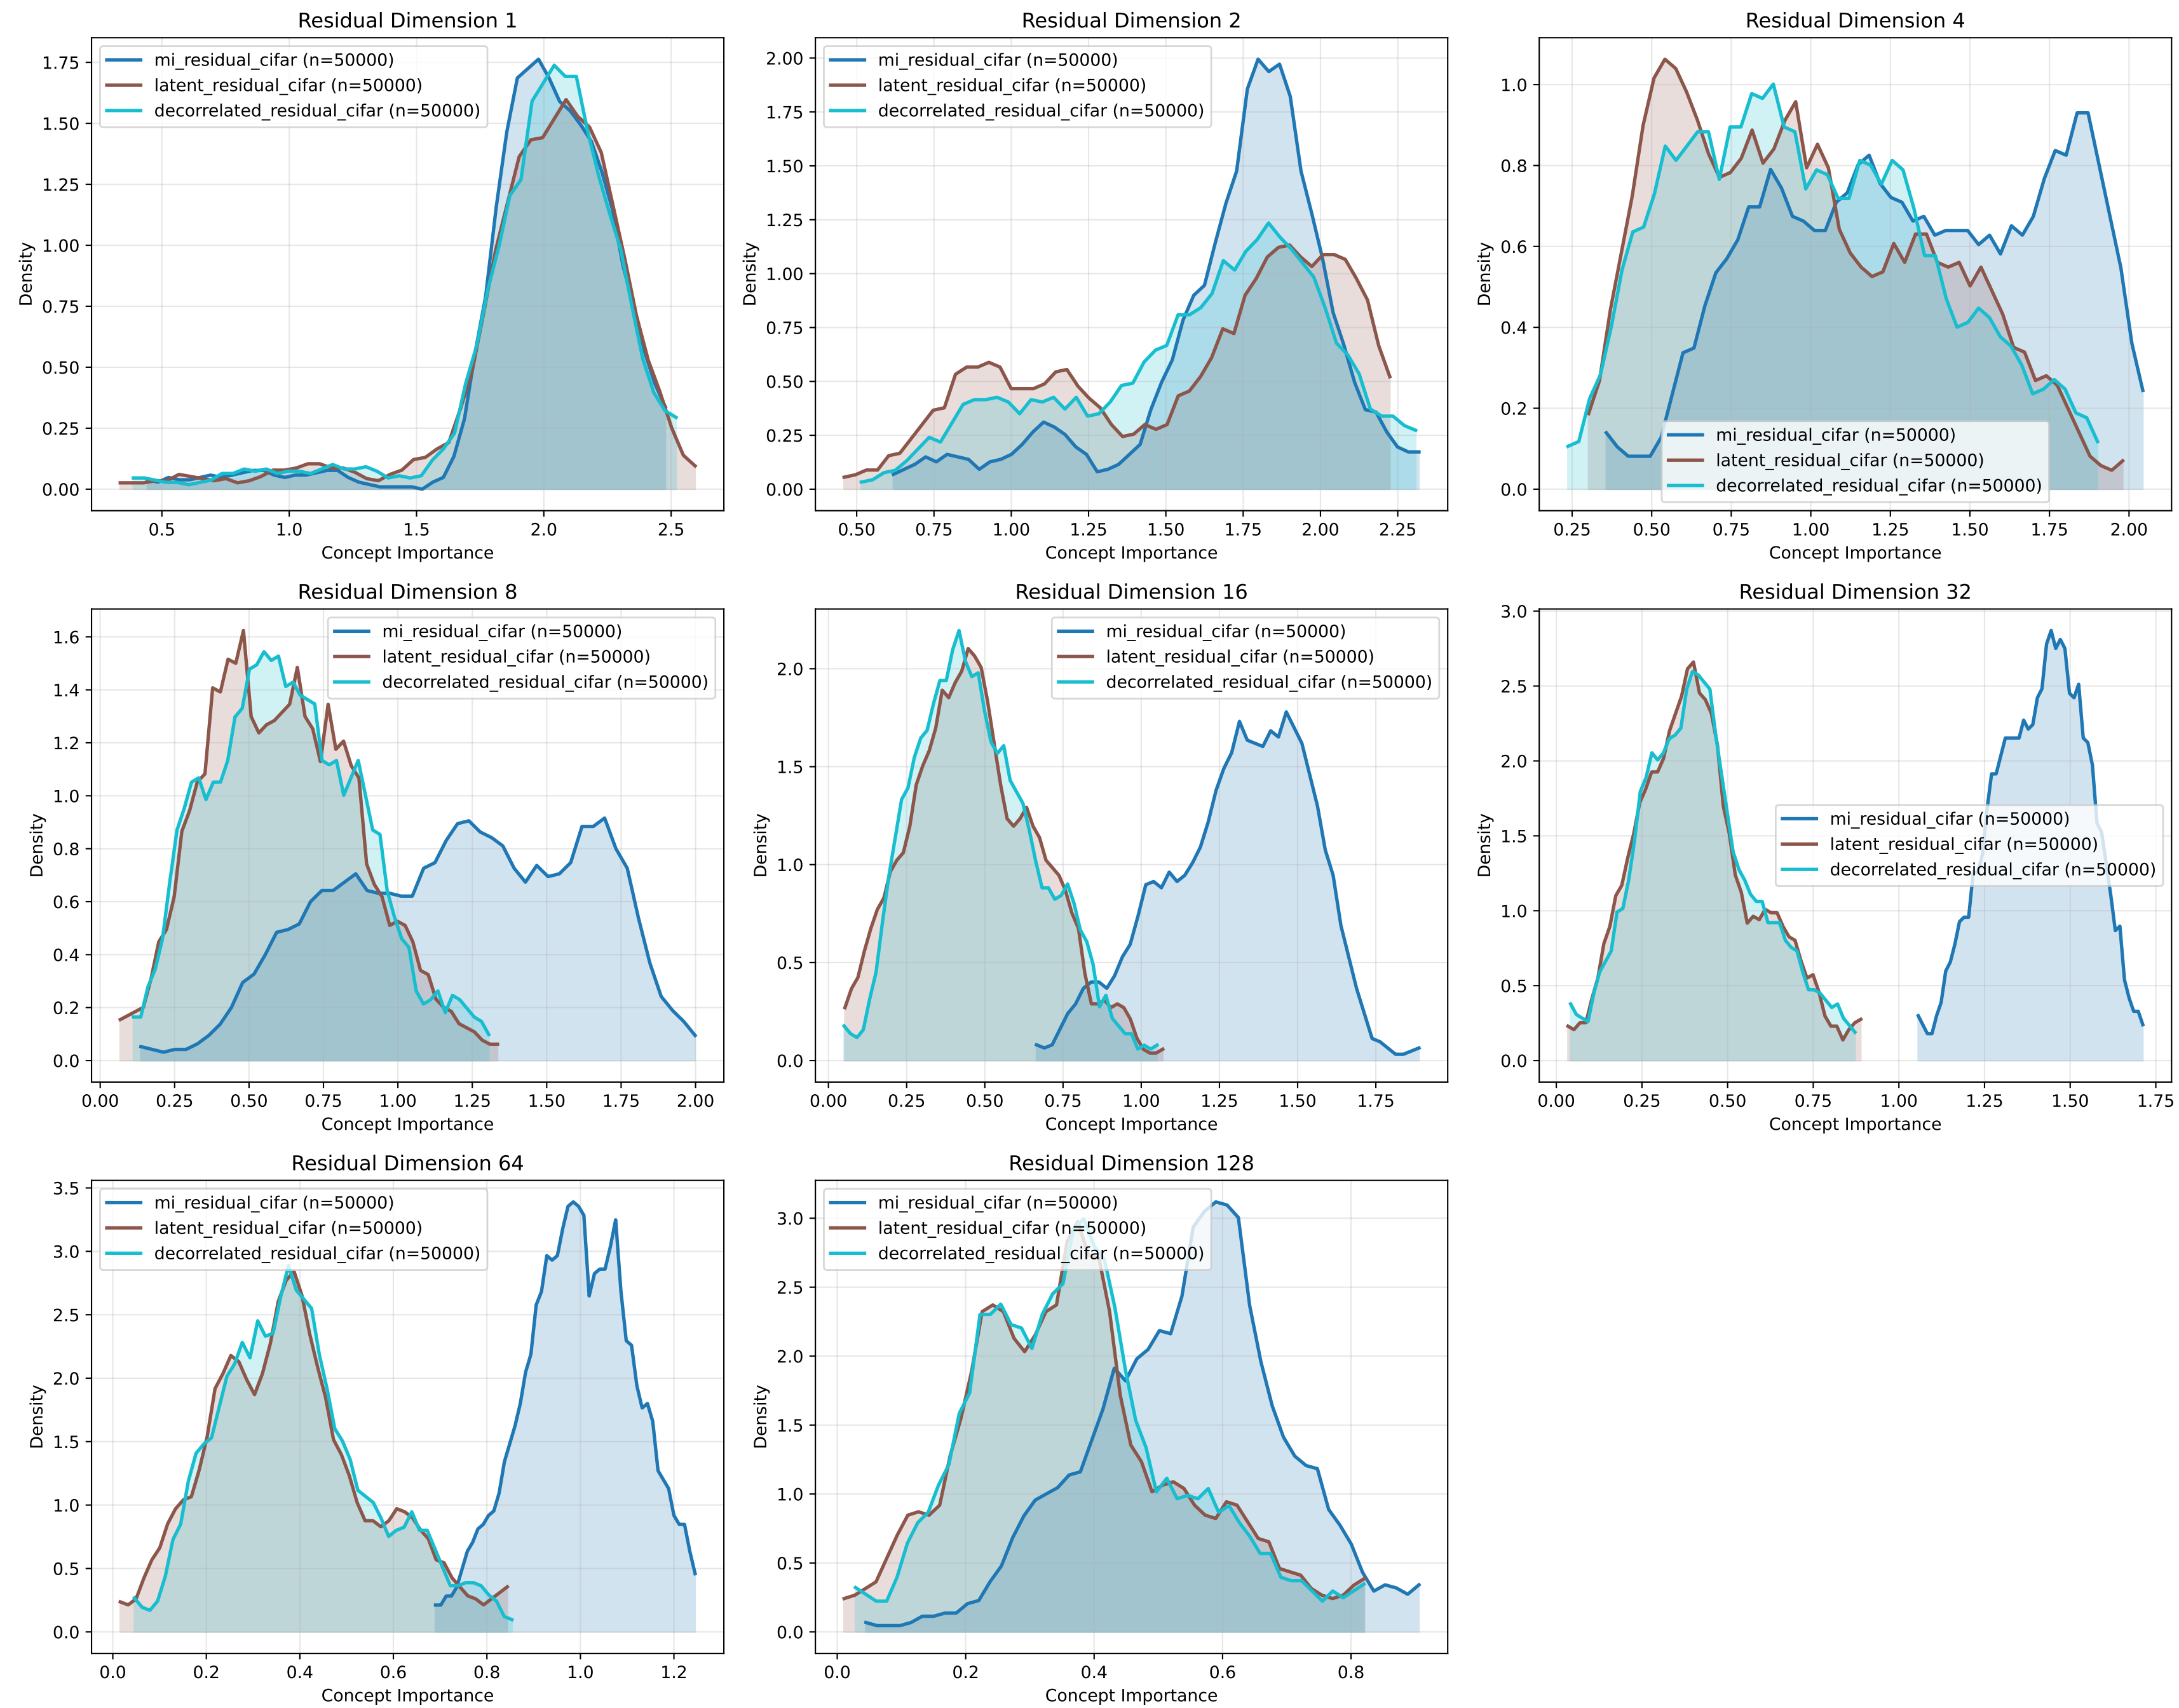 Residual Dimension 1
mi_residual_cifar (n=50000)
latent_residual_cifar (n=50000)
decorrelated_residual_cifar (n=50000)
Density
1.75
1.50
1.25
1.00
0.75
0.50
0.25
0.00
0.5 1.0 1.5 2.0 2.5
Concept Importance
Residual Dimension 2
mi_residual_cifar (n=50000)
latent_residual_cifar (n=50000)
decorrelated_residual_cifar (n=50000)
Density
2.00
1.75
1.50
1.25
1.00
0.75
0.50
0.25
0.00
0.50 0.75 1.00 1.25 1.50 1.75 2.00 2.25
Concept Importance
Residual Dimension 4
Density
1.0
0.8
0.6
0.4
0.2
0.0
mi_residual_cifar (n=50000)
latent_residual_cifar (n=50000)
decorrelated_residual_cifar (n=50000)
0.25 0.50 0.75 1.00 1.25 1.50 1.75 2.00
Concept Importance
Residual Dimension 8
mi_residual_cifar (n=50000)
latent_residual_cifar (n=50000)
decorrelated_residual_cifar (n=50000)
Density
1.6
1.4
1.2
1.0
0.8
0.6
0.4
0.2
0.0
0.00 0.25 0.50 0.75 1.00 1.25 1.50 1.75 2.00
Concept Importance
Residual Dimension 16
mi_residual_cifar (n=50000)
latent_residual_cifar (n=50000)
decorrelated_residual_cifar (n=50000)
Density
2.0
1.5
1.0
0.5
0.0
0.00 0.25 0.50 0.75 1.00 1.25 1.50 1.75
Concept Importance
Residual Dimension 32
Density
3.0
2.5
2.0
1.5
1.0
0.5
0.0
mi_residual_cifar (n=50000)
latent_residual_cifar (n=50000)
decorrelated_residual_cifar (n=50000)
0.00 0.25 0.50 0.75 1.00 1.25 1.50 1.75
Concept Importance
Residual Dimension 64
mi_residual_cifar (n=50000)
latent_residual_cifar (n=50000)
decorrelated_residual_cifar (n=50000)
Density
3.5
3.0
2.5
2.0
1.5
1.0
0.5
0.0
0.0 0.2 0.4 0.6 0.8 1.0 1.2
Concept Importance
Residual Dimension 128
mi_residual_cifar (n=50000)
latent_residual_cifar (n=50000)
decorrelated_residual_cifar (n=50000)
Density
3.0
2.5
2.0
1.5
1.0
0.5
0.0
0.0 0.2 0.4 0.6 0.8
Concept Importance